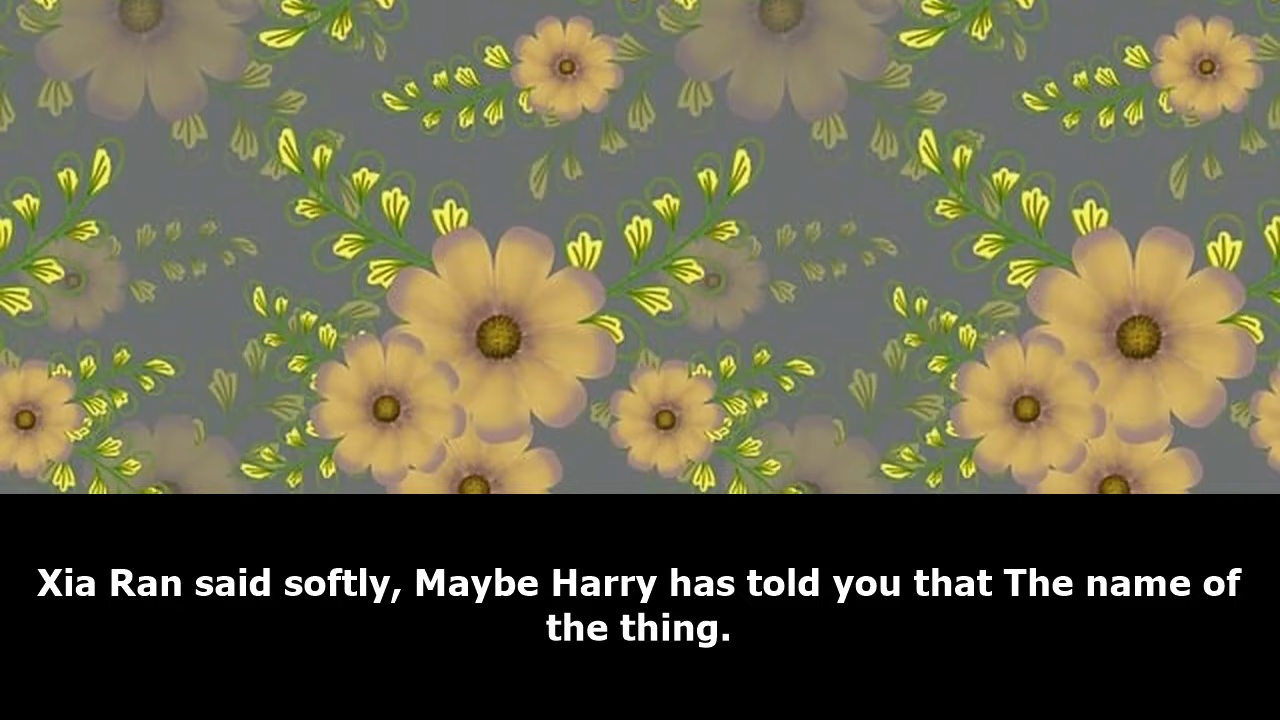 Xia Ran said softly, Maybe Harry has told you that The name of
the thing.